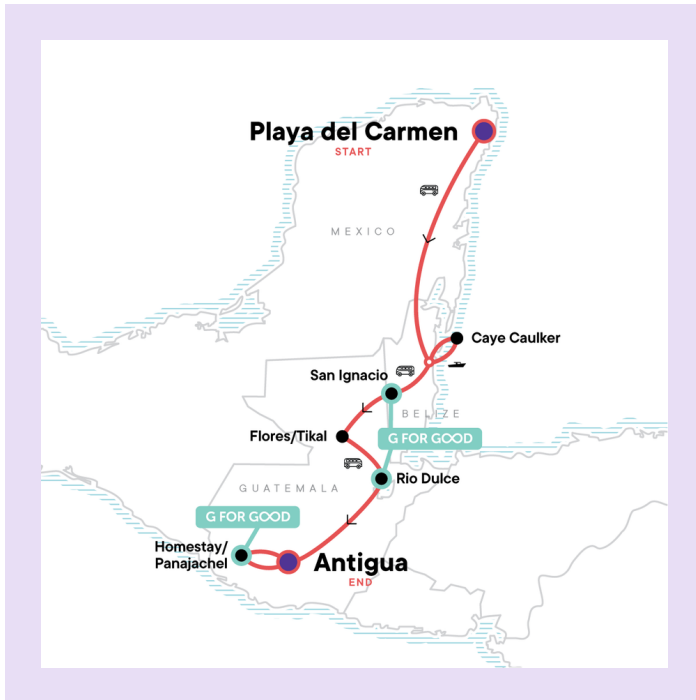 Playa del Carmen
START
MEXICO
Caye Caulker
San Ignacio
BELIZE
Flores/Tikal
G FOR GOOD
Rio Dulce
GUATEMALA
G FOR GOOD
Homestay/
Panajachel
Antigua
END